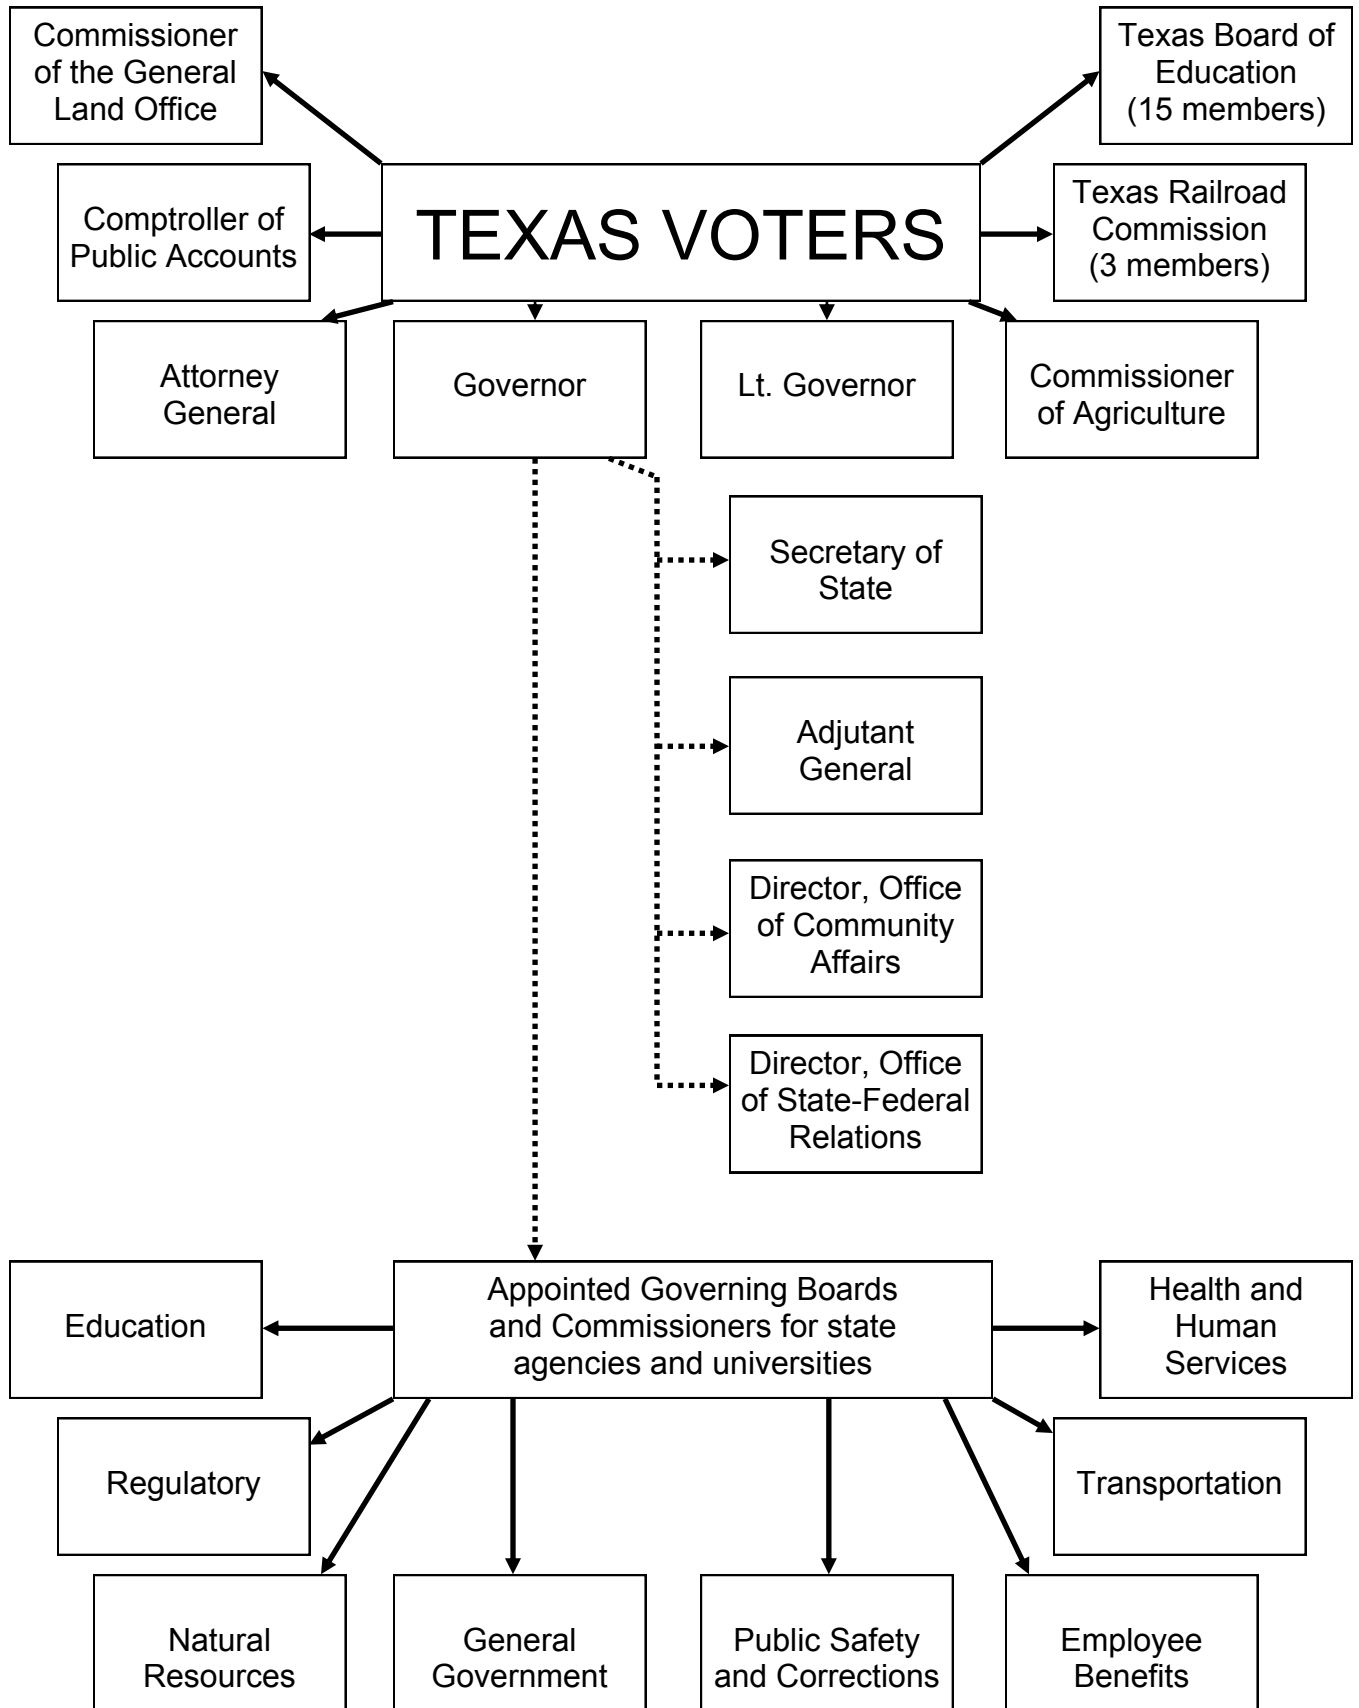 Commissioner
of the General
Land Office
Texas Board of
Education
(15 members)
Comptroller of
Public Accounts
TEXAS VOTERS
Texas Railroad
Commission
(3 members)
Attorney
General
Governor
Lt. Governor
Commissioner
of Agriculture
Secretary of
State
Adjutant
General
Director, Office
of Community
Affairs
Director, Office
of State-Federal
Relations
Education
Appointed Governing Boards
and Commissioners for state
agencies and universities
Health and
Human
Services
Regulatory
Transportation
Natural
Resources
General
Government
Public Safety
and Corrections
Employee
Benefits